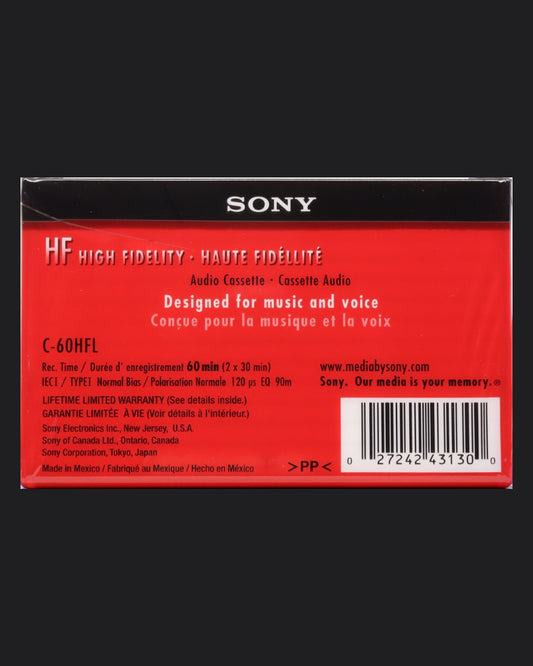 SONY
HF HIGH FIDELITY · HAUTE FIDÉLLITÉ
Audio Cassette · Cassette Audio
Designed for music and voice
Conçue pour la musique et la voix
C-60HFL
Rec. Time / Durée d' enregistrement 60 min (2 x 30 min)
IECI / TYPE1 Normal Bias / Polarisation Normale 120 µs EQ 90m
www.mediabysony.com
Sony. Our media is your memory.®
LIFETIME LIMITED WARRANTY (See details inside.)
GARANTIE LIMITÉE À VIE (Voir détails à l'intérieur.)
Sony Electronics Inc., New Jersey, U.S.A.
Sony of Canada Ltd., Ontario, Canada
Sony Corporation, Tokyo, Japan
Made in Mexico / Fabriqué au Mexique / Hecho en México
>PP<
0 27242 43130 0